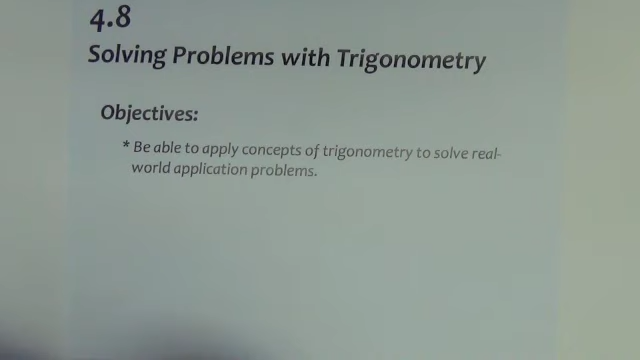 4.8
Solving Problems with Trigonometry
Objectives:
* Be able to apply concepts of trigonometry to solve real-
world application problems.